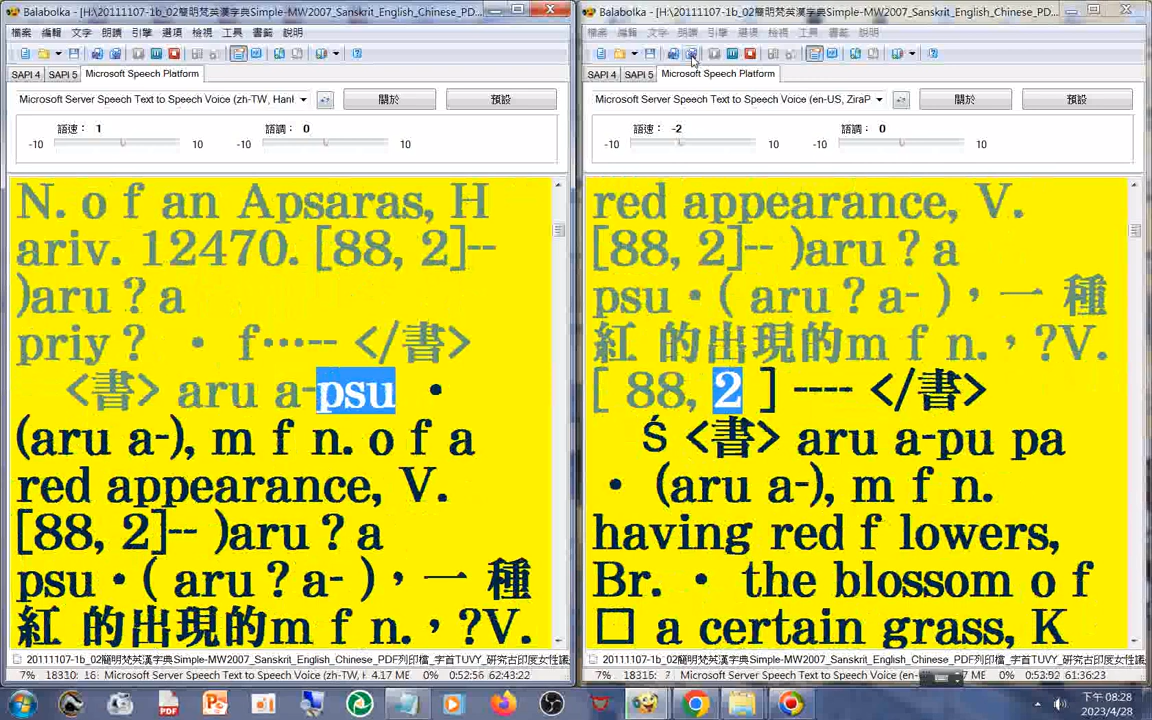 Balabolka - [H:\20111107-1b_02簡明梵英漢字典Simple-MW2007_Sanskrit_English_Chinese_PD...
檔案 編輯 文字 朗讀 引擎 選項 檢視 工具 書籤 說明
SAPI 4 SAPI 5 Microsoft Speech Platform
Microsoft Server Speech Text to Speech Voice (zh-TW, HanH
關於 預設
語速： 1 語調： 0
-10 10 -10 10
N. o f an Apsaras, H
ariv. 12470. [88, 2]--
)aru ? a
priy ? • f⋯-- </書>
<書> aru a-psu •
(aru a-), m f n. o f a
red appearance, V.
[88, 2]-- )aru ? a
psu • ( aru ? a- ) ，一 種
紅 的出現的m f n.，?V.
20111107-1b_02簡明梵英漢字典Simple-MW2007_Sanskrit_English_Chinese_PDF列印檔_字首TUVY_研究古印度女性議
7% 18310: 16: Microsoft Server Speech Text to Speech Voice (zh-TW, H 4.17 ME 0% 0:52:56 62:43:22
Balabolka - [H:\20111107-1b_02簡明梵英漢字典Simple-MW2007_Sanskrit_English_Chinese_PD...
檔案 編輯 文字 朗讀 引擎 選項 檢視 工具 書籤 說明
SAPI 4 SAPI 5 Microsoft Speech Platform
Microsoft Server Speech Text to Speech Voice (en-US, ZiraP
關於 預設
語速： -2 語調： 0
-10 10 -10 10
red appearance, V.
[88, 2]-- )aru ? a
psu • ( aru ? a- ) ，一 種
紅 的出現的m f n.，?V.
[ 88, 2 ] ---- </書>
Ś <書> aru a-pu pa
• (aru a-), m f n.
having red f lowers,
Br. • the blossom o f
□ a certain grass, K
20111107-1b_02簡明梵英漢字典Simple-MW2007_Sanskrit_English_Chinese_PDF列印檔_字首TUVY_研究古印度女性議
7% 18315: 7: Microsoft Server Speech Text to Speech 7 ME 0% 0:53:92 61:36:23
PDF
下午 08:28
2023/4/28